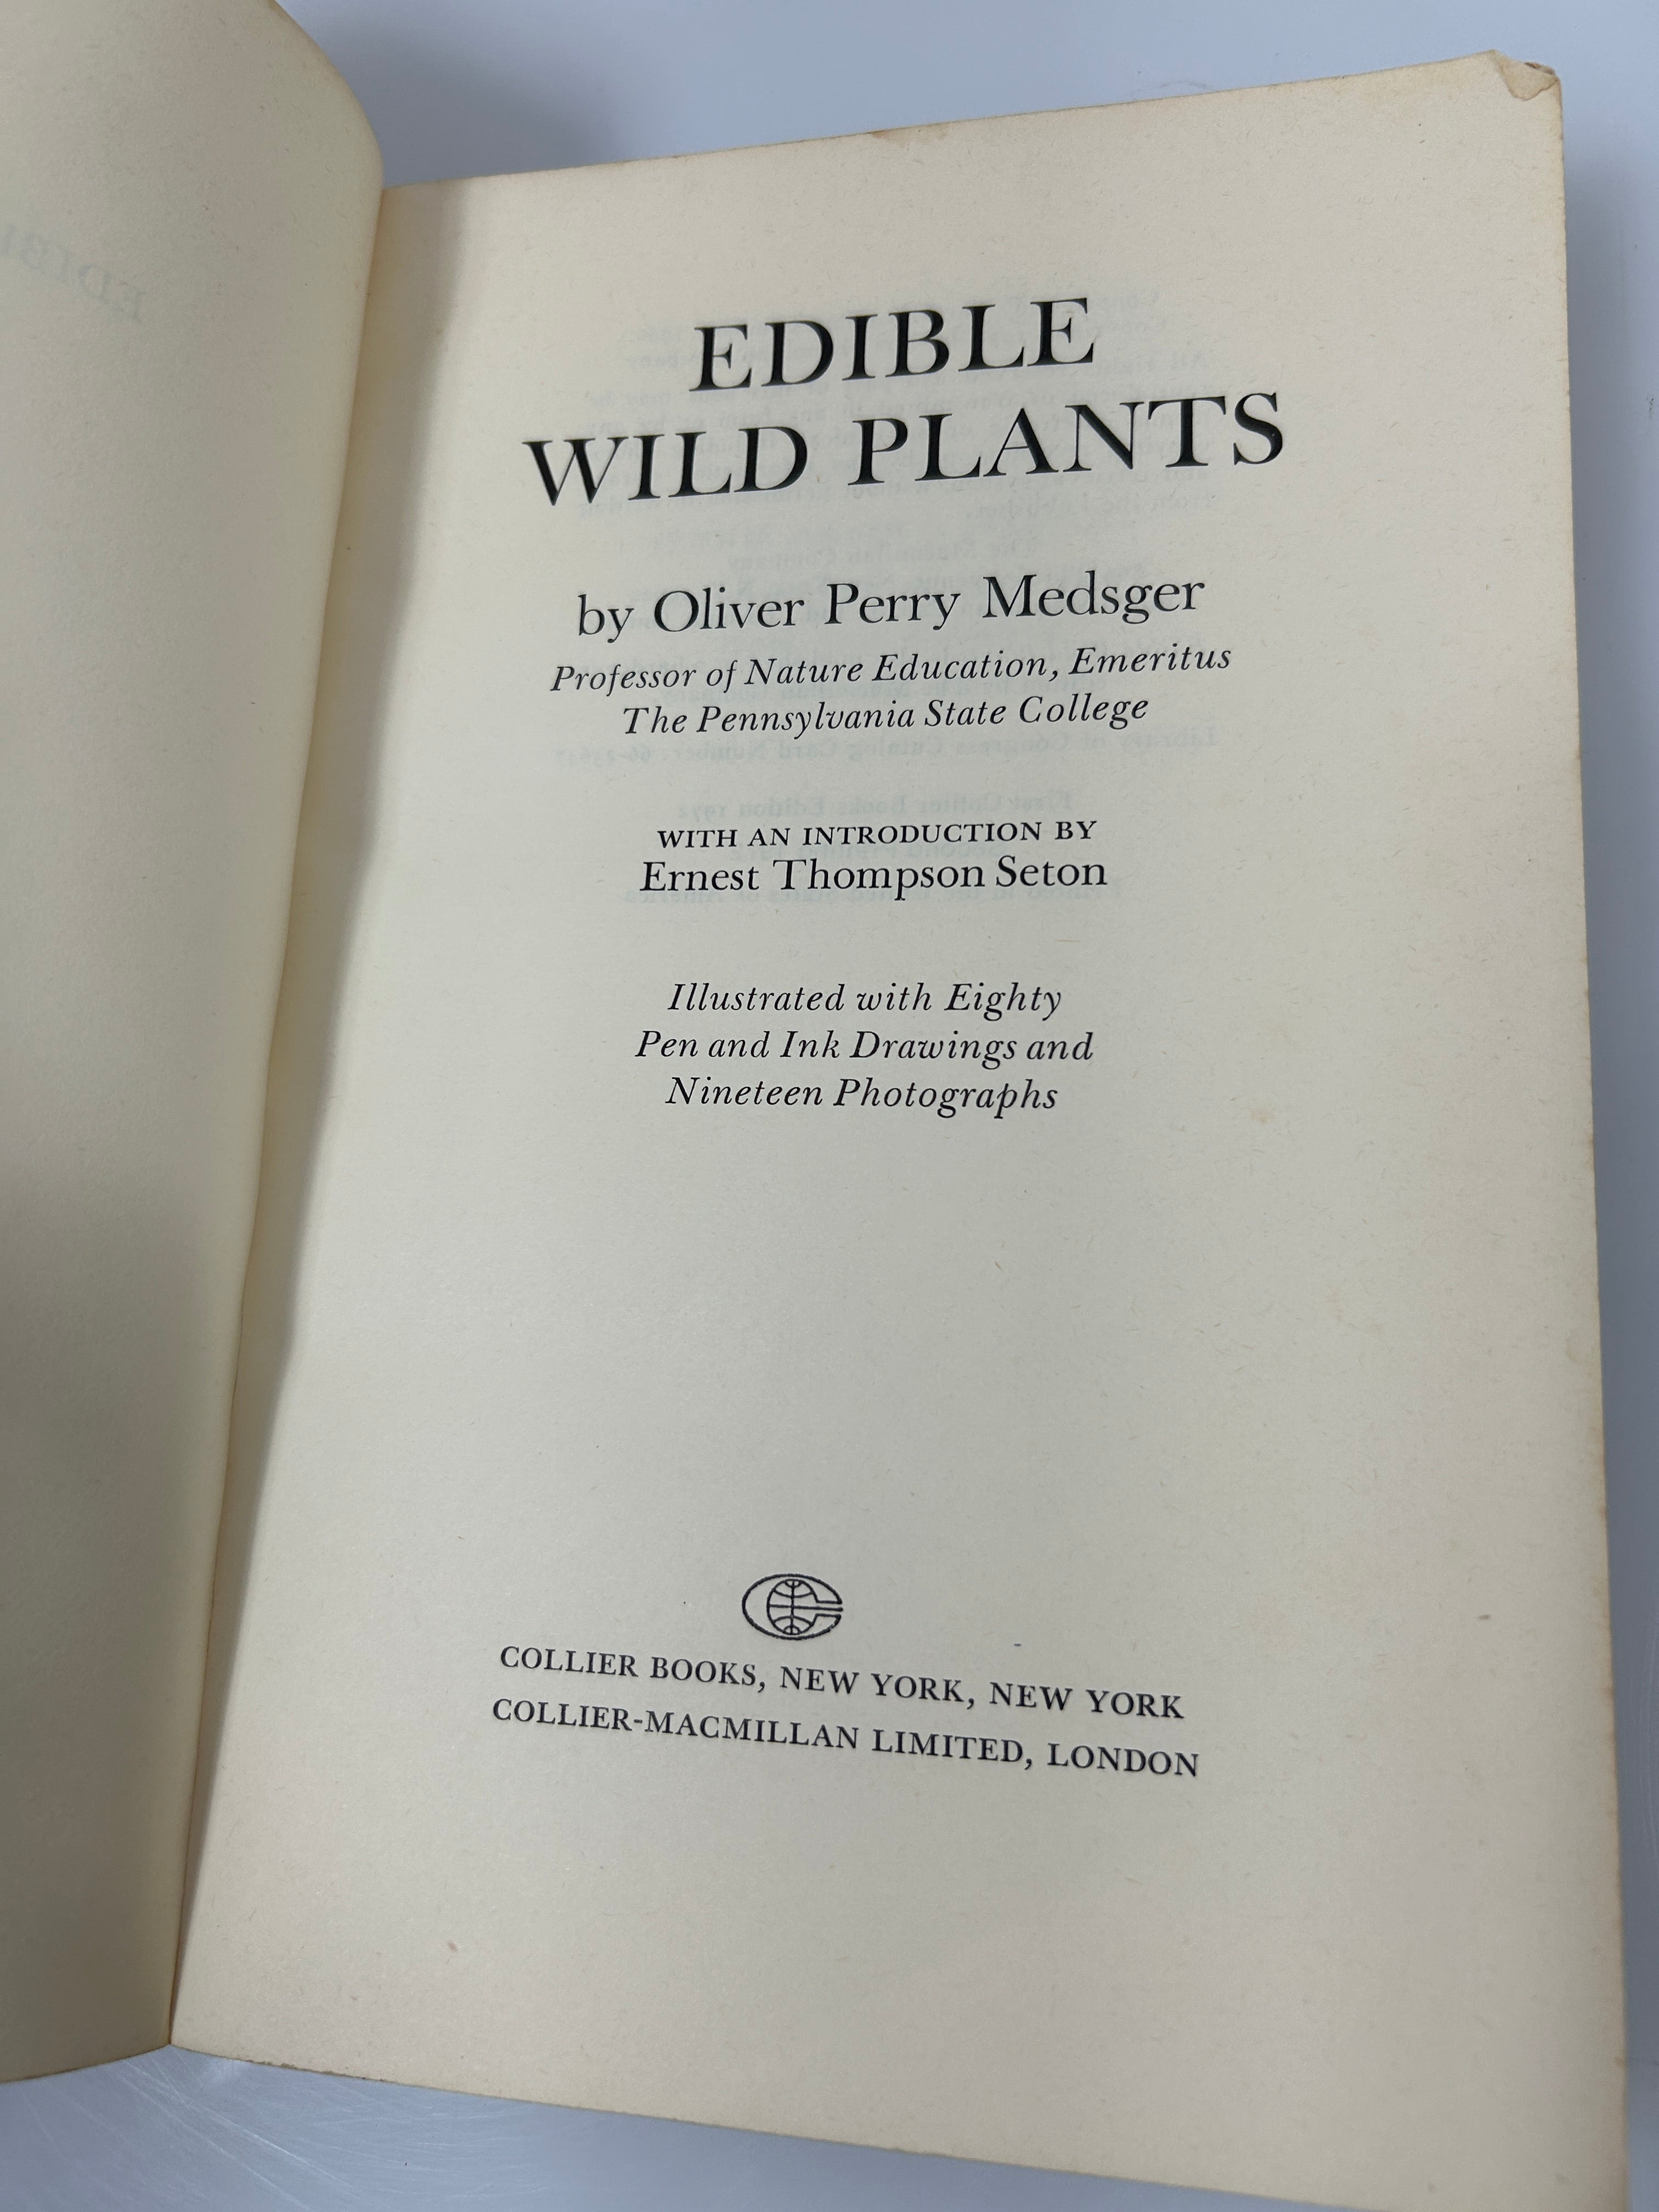 EDIBLE
WILD PLANTS
by Oliver Perry Medsger
Professor of Nature Education, Emeritus
The Pennsylvania State College
WITH AN INTRODUCTION BY
Ernest Thompson Seton
Illustrated with Eighty
Pen and Ink Drawings and
Nineteen Photographs
COLLIER BOOKS, NEW YORK, NEW YORK
COLLIER-MACMILLAN LIMITED, LONDON